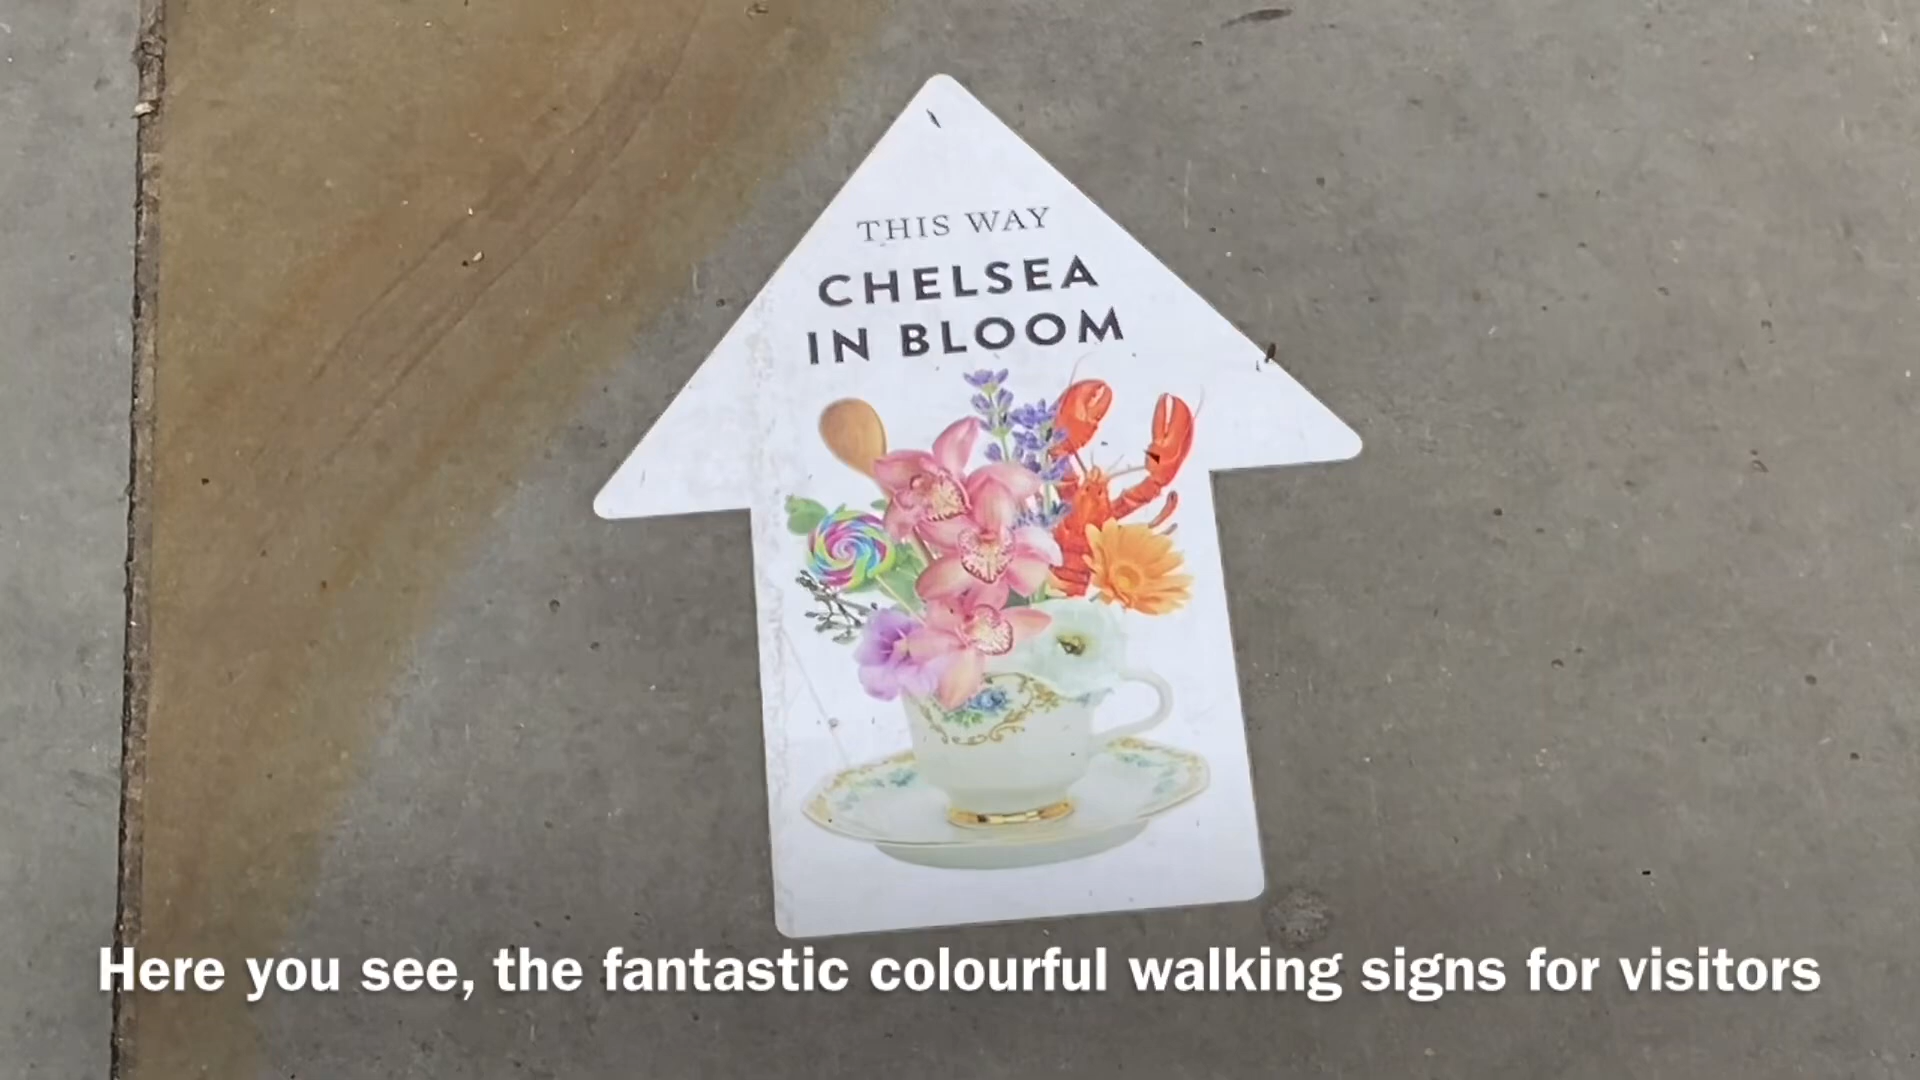 THIS WAY
CHELSEA
IN BLOOM
Here you see, the fantastic colourful walking signs for visitors